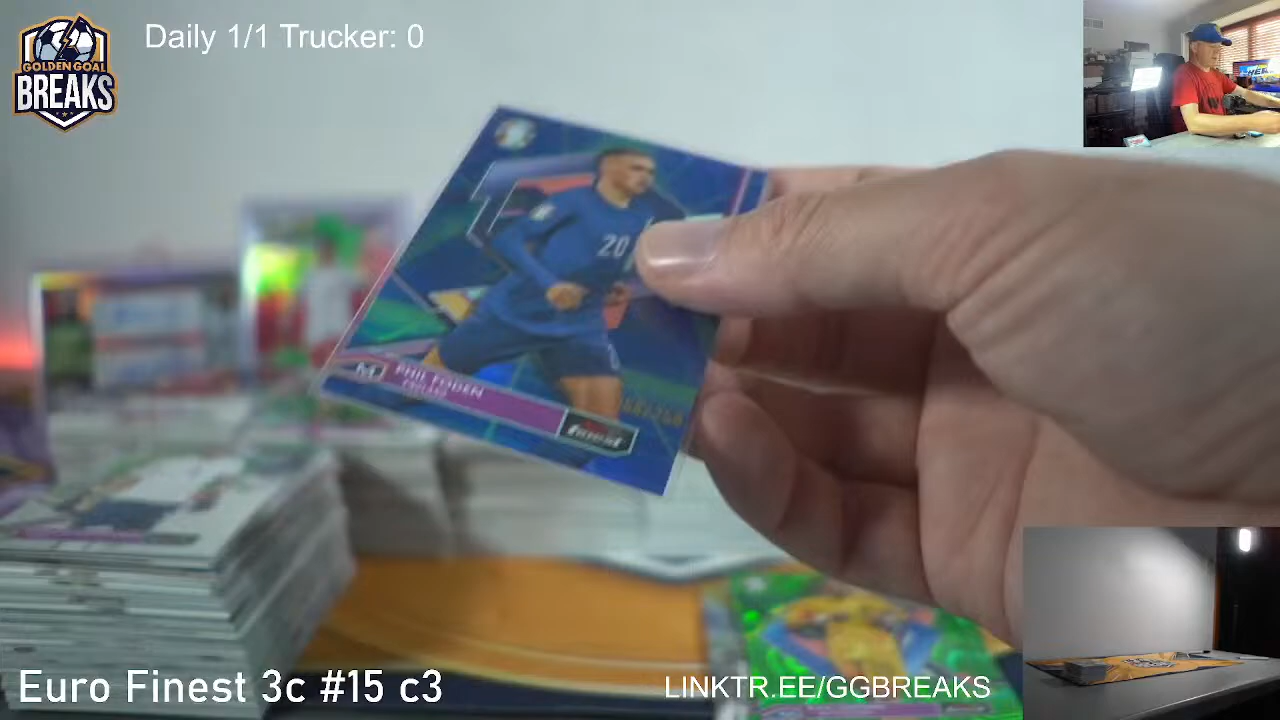 GOLDEN GOAL
BREAKS
Daily 1/1 Trucker: 0
20
PHIL FODEN
ENGLAND
finest
Euro Finest 3c #15 c3
LINKTR.EE/GGBREAKS